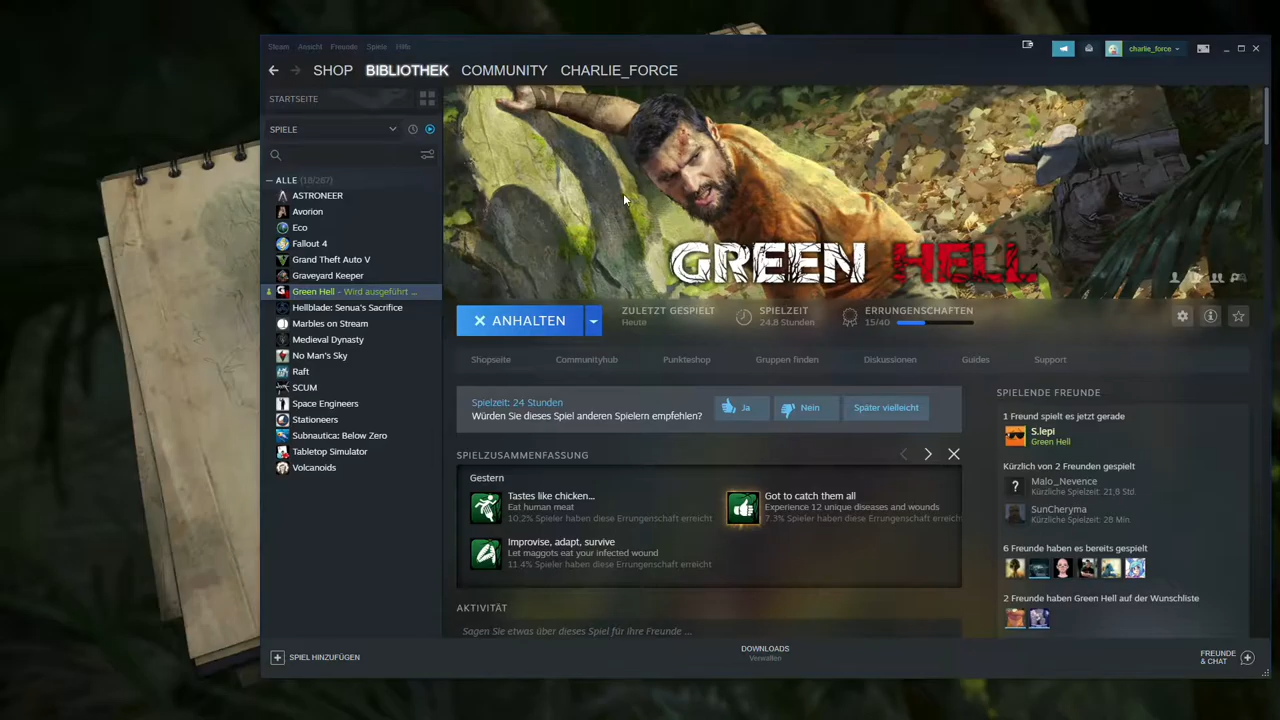 Steam Ansicht Freunde Spiele Hilfe
charlie_force
SHOP BIBLIOTHEK COMMUNITY CHARLIE_FORCE
STARTSEITE
SPIELE
ALLE (18/287)
ASTRONEER
Avorion
Eco
Fallout 4
Grand Theft Auto V
Graveyard Keeper
Green Hell – Wird ausgeführt ...
Hellblade: Senua's Sacrifice
Marbles on Stream
Medieval Dynasty
No Man's Sky
Raft
SCUM
Space Engineers
Stationeers
Subnautica: Below Zero
Tabletop Simulator
Volcanoids
GREEN HELL
ANHALTEN
ZULETZT GESPIELT
Heute
SPIELZEIT
24,8 Stunden
ERRUNGENSCHAFTEN
15/40
Shopseite Communityhub Punkteshop Gruppen finden Diskussionen Guides Support
Spielzeit: 24 Stunden
Würden Sie dieses Spiel anderen Spielern empfehlen?
Ja Nein Später vielleicht
SPIELZUSAMMENFASSUNG
Gestern
Tastes like chicken...
Eat human meat
10.2% Spieler haben diese Errungenschaft erreicht
Got to catch them all
Experience 12 unique diseases and wounds
7.3% Spieler haben diese Errungenschaft erreicht
Improvise, adapt, survive
Let maggots eat your infected wound
11.4% Spieler haben diese Errungenschaft erreicht
AKTIVITÄT
Sagen Sie etwas über dieses Spiel für Ihre Freunde ...
SPIELENDE FREUNDE
1 Freund spielt es jetzt gerade
S.lepi
Green Hell
Kürzlich von 2 Freunden gespielt
Malo_Nevence
Kürzliche Spielzeit: 21,6 Std.
SunCheryma
Kürzliche Spielzeit: 28 Min.
6 Freunde haben es bereits gespielt
2 Freunde haben Green Hell auf der Wunschliste
SPIEL HINZUFÜGEN
DOWNLOADS
Verwalten
FREUNDE
& CHAT